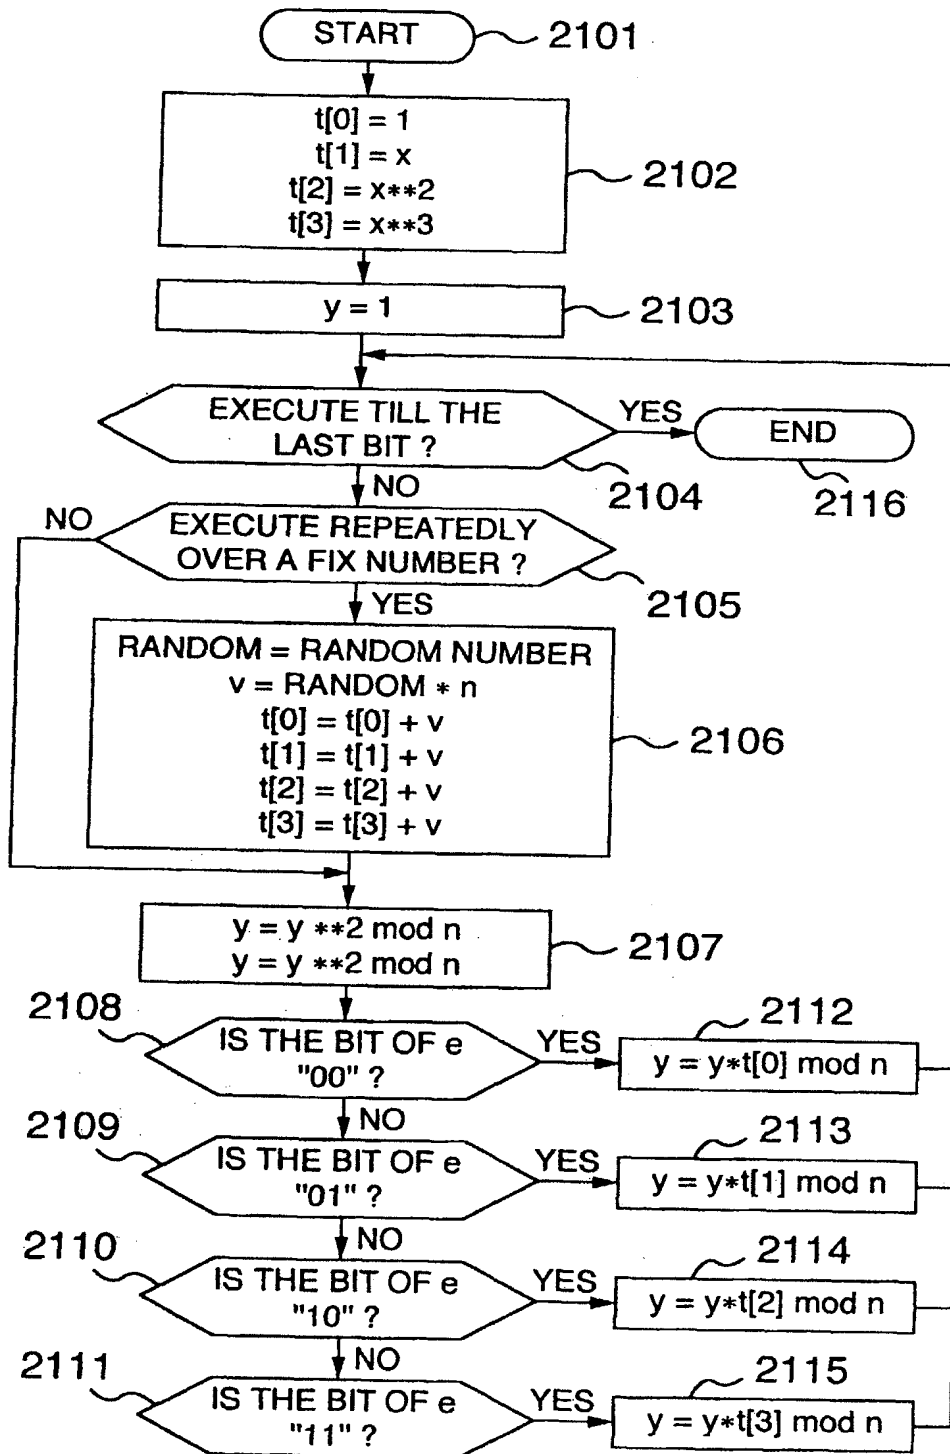 START
2101
t[0] = 1
t[1] = x
t[2] = x**2
t[3] = x**3
2102
y = 1
2103
EXECUTE TILL THE
LAST BIT ?
YES
END
2104
2116
NO
NO
EXECUTE REPEATEDLY
OVER A FIX NUMBER ?
2105
YES
RANDOM = RANDOM NUMBER
v = RANDOM * n
t[0] = t[0] + v
t[1] = t[1] + v
t[2] = t[2] + v
t[3] = t[3] + v
2106
y = y **2 mod n
y = y **2 mod n
2107
2108
IS THE BIT OF e
"00" ?
YES
2112
y = y*t[0] mod n
NO
2109
IS THE BIT OF e
"01" ?
YES
2113
y = y*t[1] mod n
NO
2110
IS THE BIT OF e
"10" ?
YES
2114
y = y*t[2] mod n
NO
2111
IS THE BIT OF e
"11" ?
YES
2115
y = y*t[3] mod n